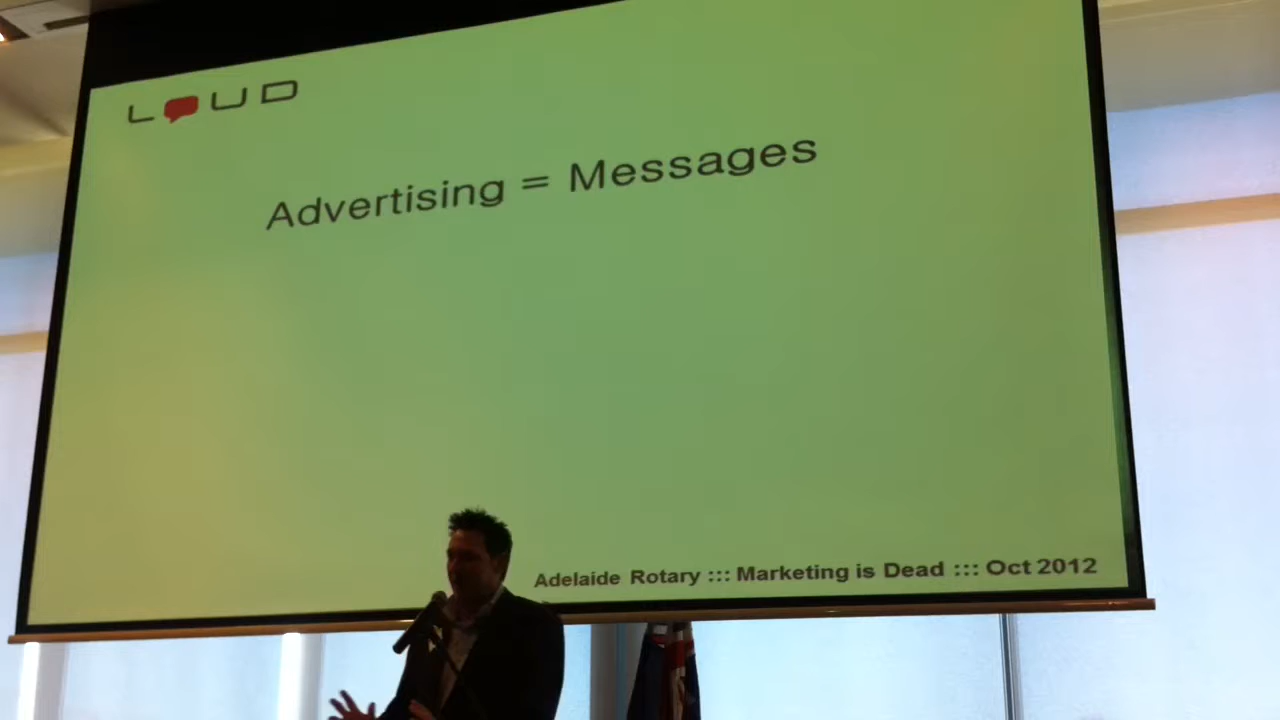 LOUD
Advertising = Messages
Adelaide Rotary ::: Marketing is Dead ::: Oct 2012